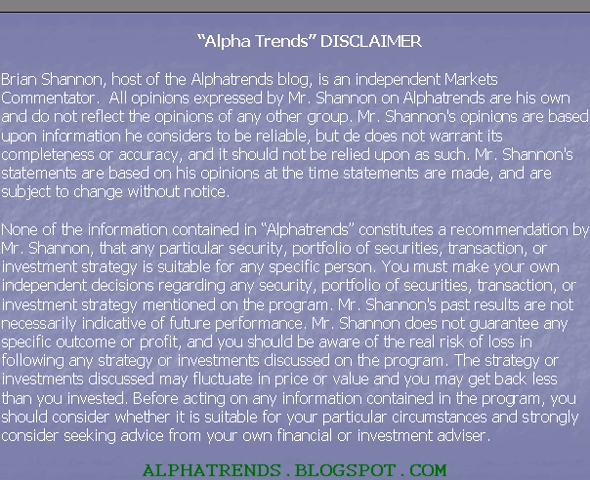 “Alpha Trends” DISCLAIMER
Brian Shannon, host of the Alphatrends blog, is an independent Markets
Commentator.  All opinions expressed by Mr. Shannon on Alphatrends are his own
and do not reflect the opinions of any other group. Mr. Shannon's opinions are based
upon information he considers to be reliable, but de does not warrant its
completeness or accuracy, and it should not be relied upon as such. Mr. Shannon's
statements are based on his opinions at the time statements are made, and are
subject to change without notice.
None of the information contained in “Alphatrends” constitutes a recommendation by
Mr. Shannon, that any particular security, portfolio of securities, transaction, or
investment strategy is suitable for any specific person. You must make your own
independent decisions regarding any security, portfolio of securities, transaction, or
investment strategy mentioned on the program. Mr. Shannon's past results are not
necessarily indicative of future performance. Mr. Shannon does not guarantee any
specific outcome or profit, and you should be aware of the real risk of loss in
following any strategy or investments discussed on the program. The strategy or
investments discussed may fluctuate in price or value and you may get back less
than you invested. Before acting on any information contained in the program, you
should consider whether it is suitable for your particular circumstances and strongly
consider seeking advice from your own financial or investment adviser.
ALPHATRENDS.BLOGSPOT.COM